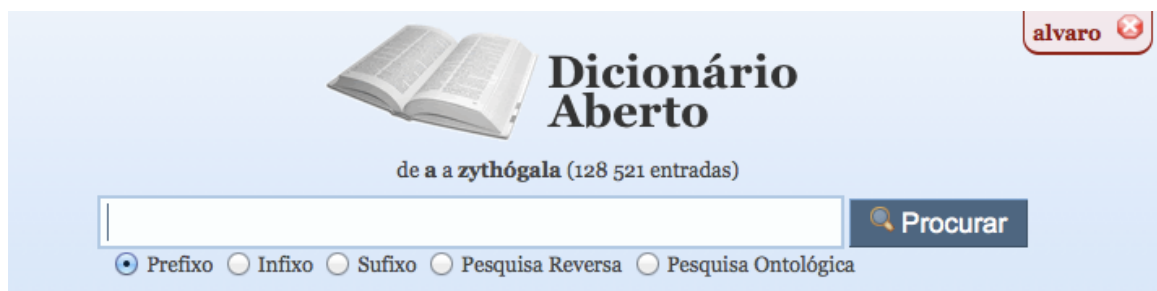 alvaro
Dicionário
Aberto
de a a zythógala (128 521 entradas)
Procurar
Prefixo Infixo Sufixo Pesquisa Reversa Pesquisa Ontológica